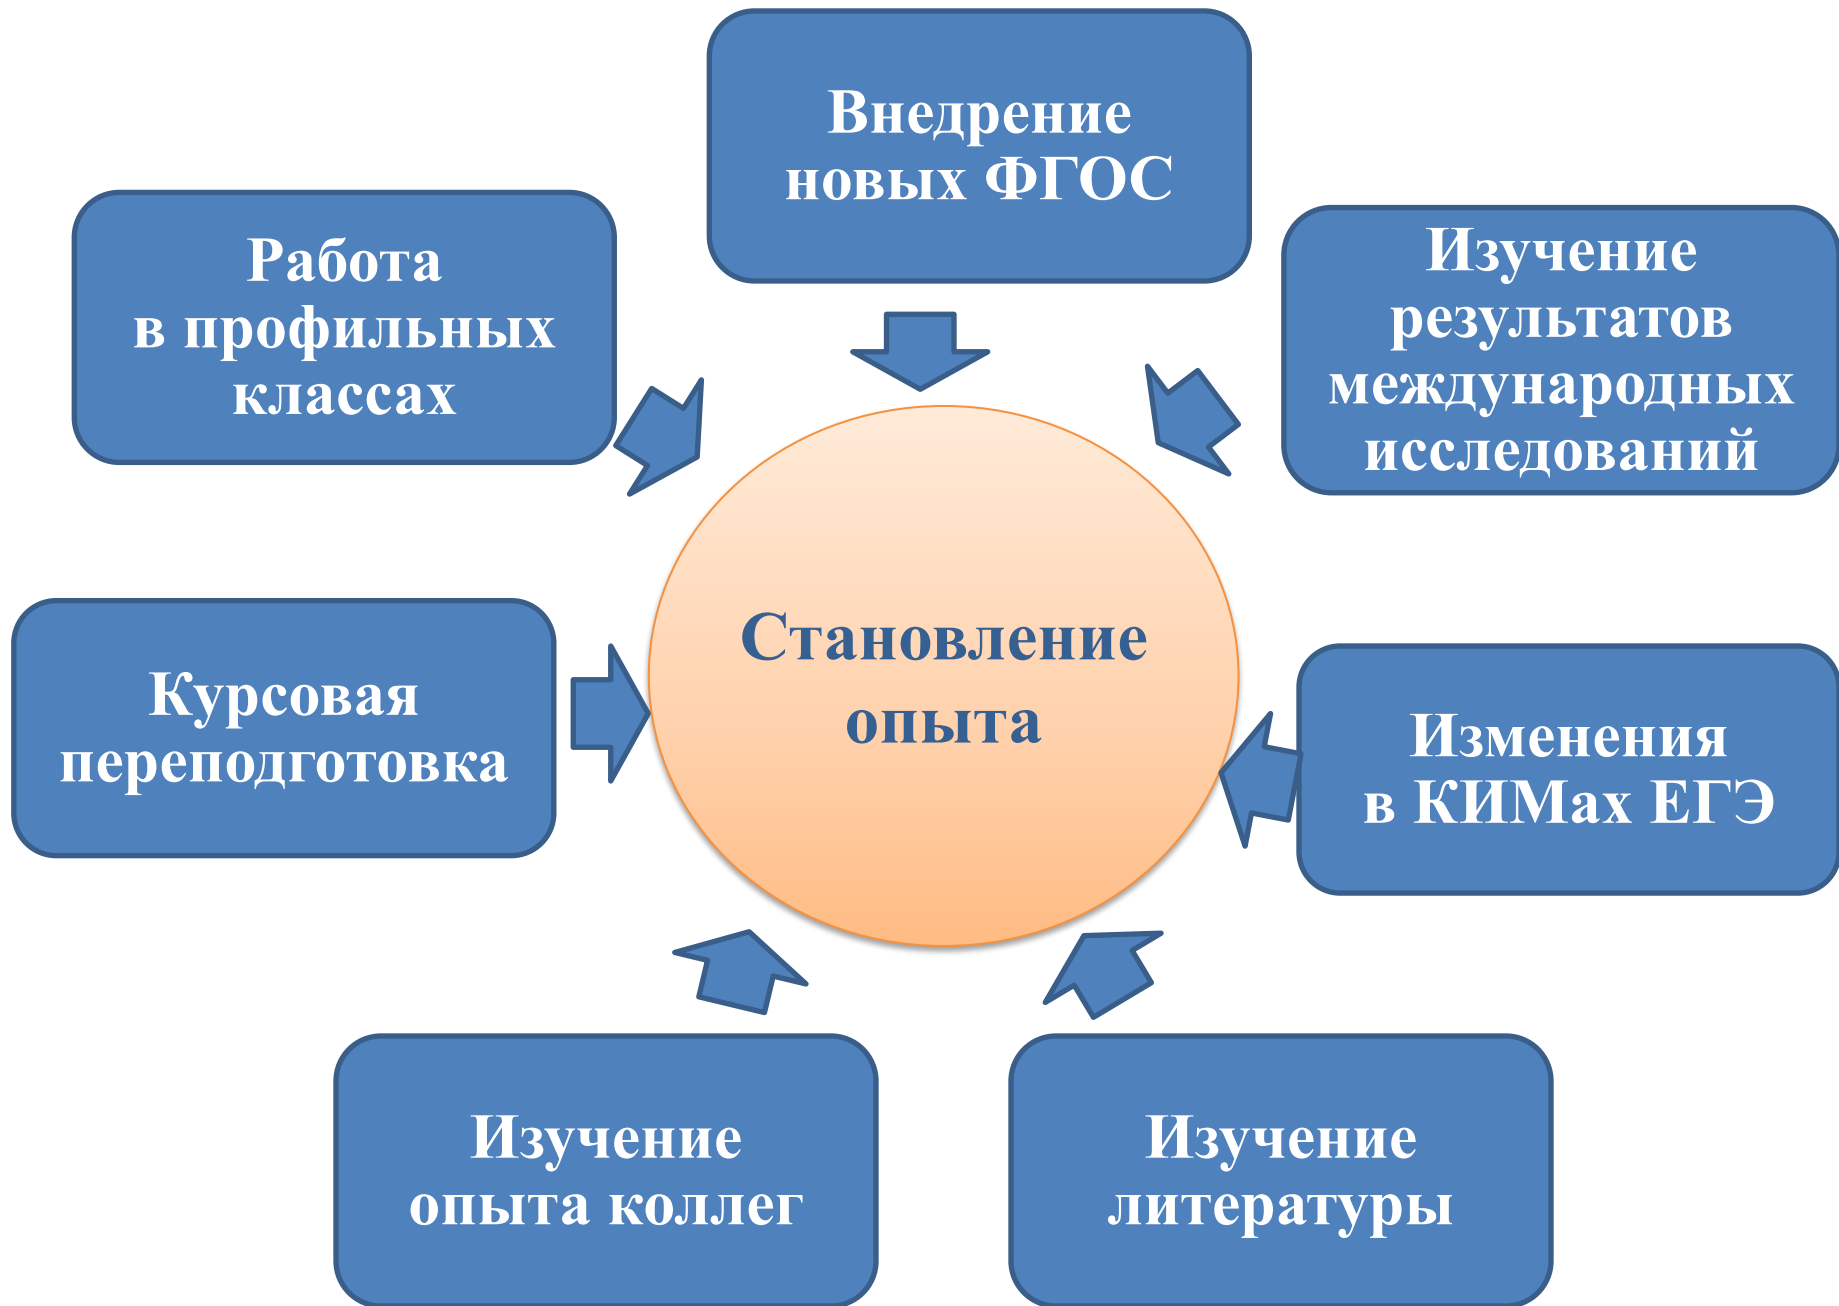 Внедрение
новых ФГОС
Работа
в профильных
классах
Изучение
результатов
международных
исследований
Становление
опыта
Курсовая
переподготовка
Изменения
в КИМах ЕГЭ
Изучение
опыта коллег
Изучение
литературы